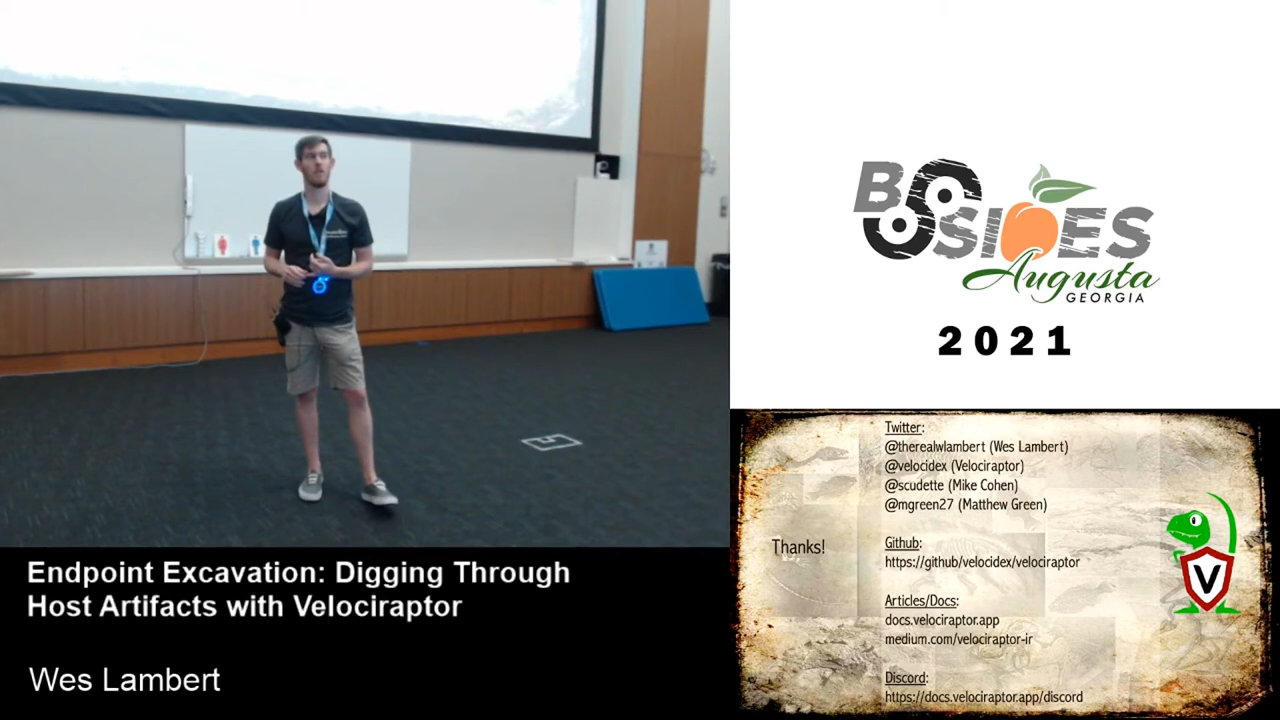 BSIDES
Augusta
GEORGIA
2021
Twitter:
@therealwlambert (Wes Lambert)
@velocidex (Velociraptor)
@scudette (Mike Cohen)
@mgreen27 (Matthew Green)
Thanks!
Github:
https://github/velocidex/velociraptor
Articles/Docs:
docs.velociraptor.app
medium.com/velociraptor-ir
Discord:
https://docs.velociraptor.app/discord
V
Endpoint Excavation: Digging Through
Host Artifacts with Velociraptor
Wes Lambert